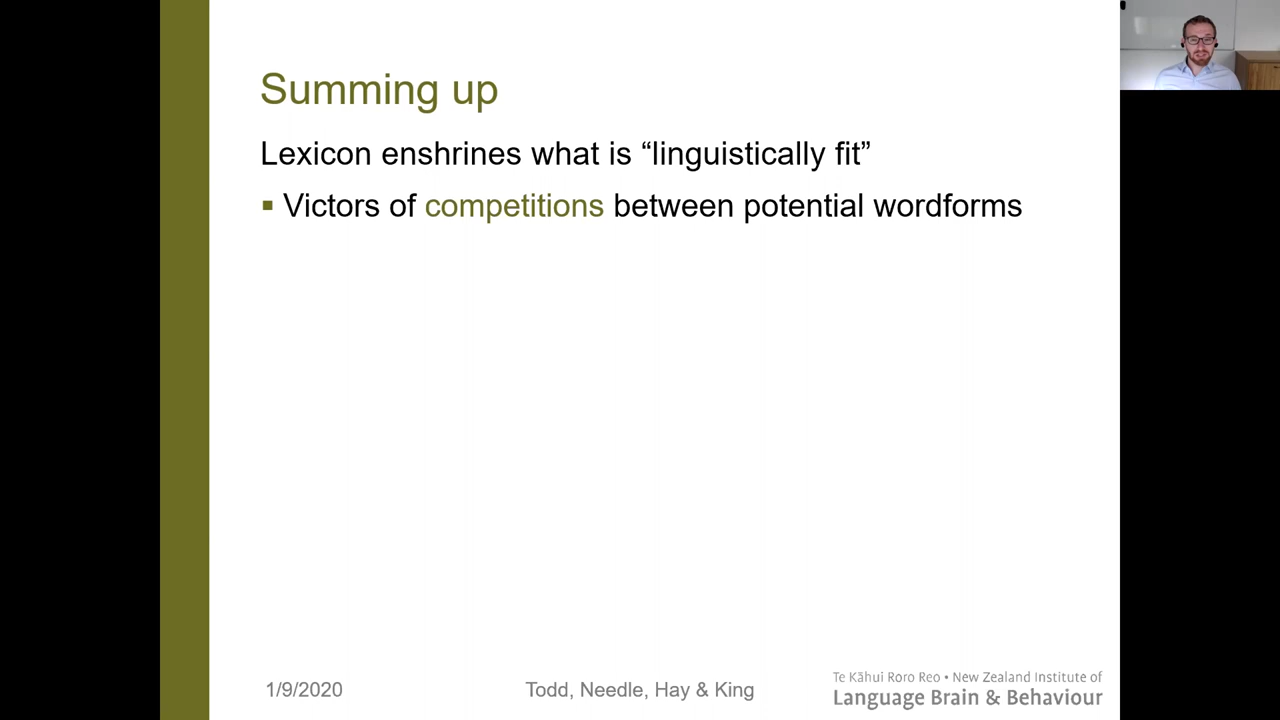 Summing up
Lexicon enshrines what is “linguistically fit”
▪ Victors of competitions between potential wordforms
1/9/2020
Todd, Needle, Hay & King
Te Kāhui Roro Reo • New Zealand Institute of
Language Brain & Behaviour